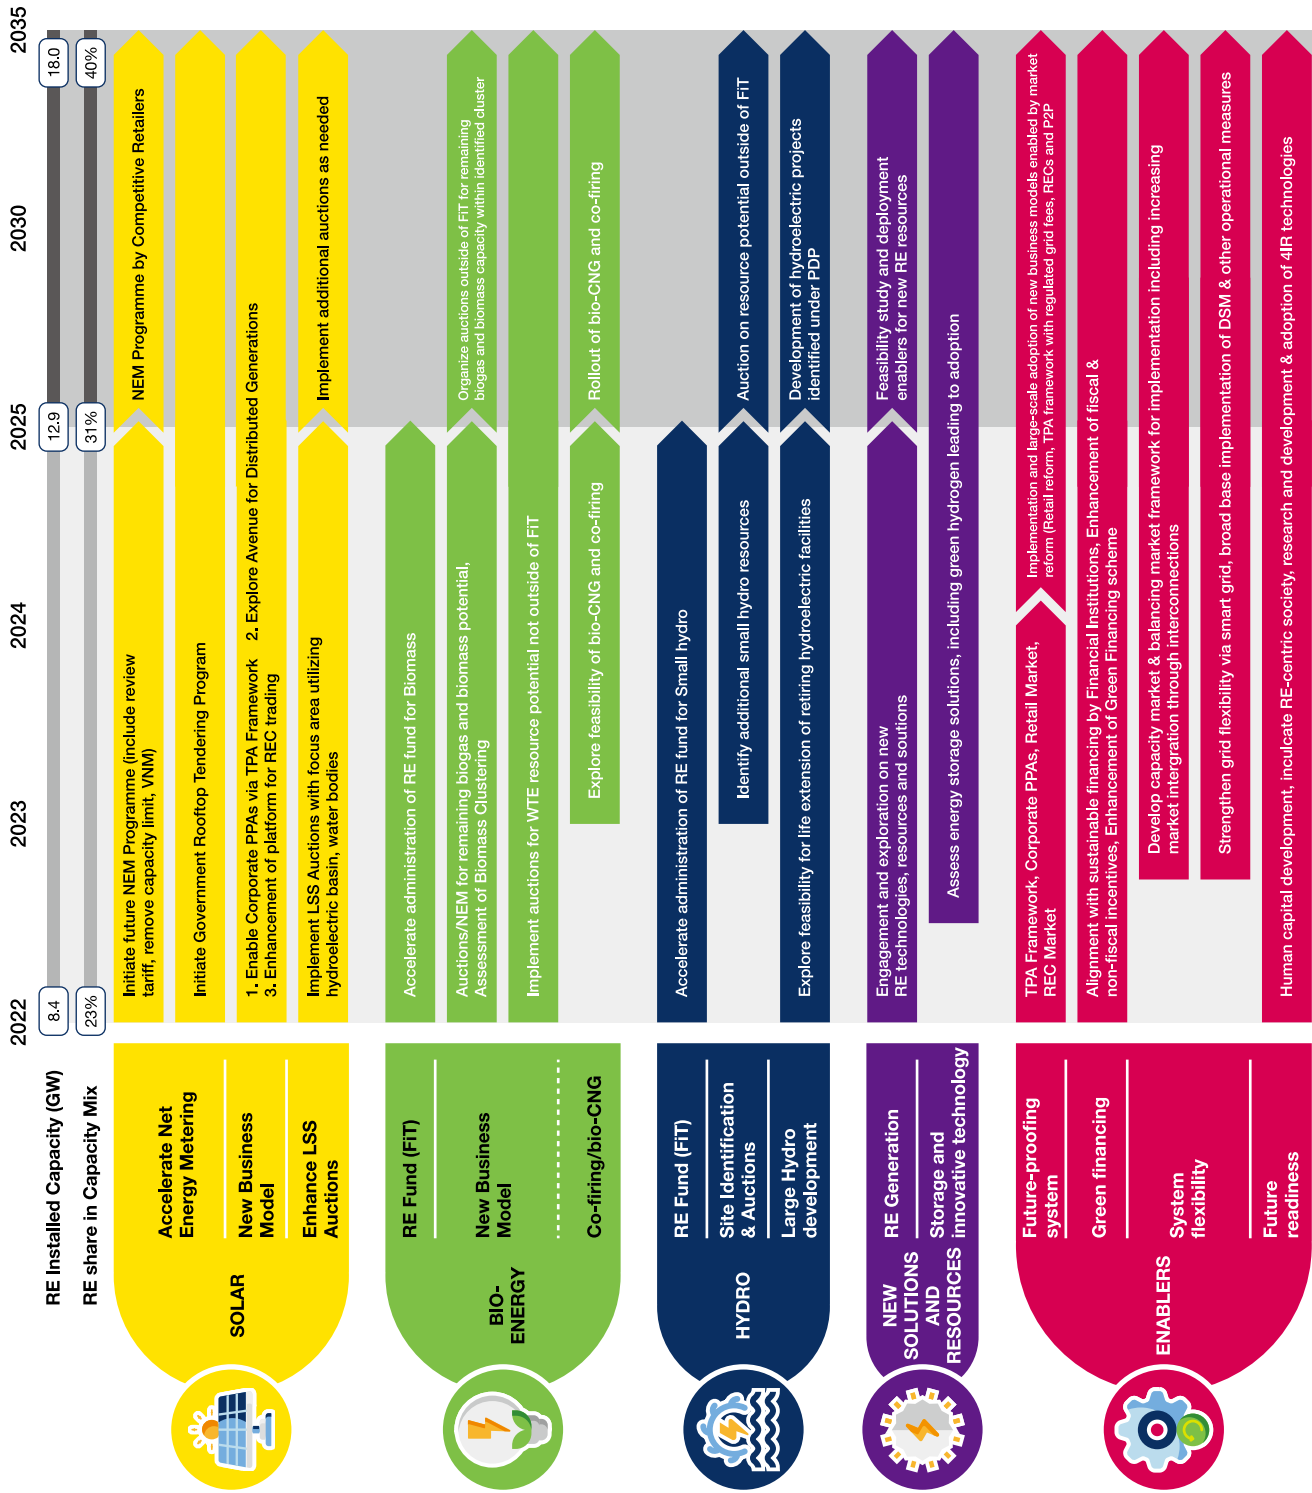 2022
2023
2024
2025
2030
2035
RE Installed Capacity (GW)
8.4
12.9
18.0
RE share in Capacity Mix
23%
31%
40%
SOLAR
Accelerate Net
Energy Metering
New Business
Model
Enhance LSS
Auctions
Initiate future NEM Programme (include review
tariff, remove capacity limit, VNM)
NEM Programme by Competitive Retailers
Initiate Government Rooftop Tendering Program
1. Enable Corporate PPAs via TPA Framework 2. Explore Avenue for Distributed Generations
3. Enhancement of platform for REC trading
Implement LSS Auctions with focus area utilizing
hydroelectric basin, water bodies
Implement additional auctions as needed
BIO-
ENERGY
RE Fund (FiT)
New Business
Model
Co-firing/bio-CNG
Accelerate administration of RE fund for Biomass
Auctions/NEM for remaining biogas and biomass potential,
Assessment of Biomass Clustering
Organize auctions outside of FiT for remaining
biogas and biomass capacity within identified cluster
Implement auctions for WTE resource potential not outside of FiT
Explore feasibility of bio-CNG and co-firing
Rollout of bio-CNG and co-firing
HYDRO
RE Fund (FiT)
Site Identification
& Auctions
Large Hydro
development
Accelerate administration of RE fund for Small hydro
Identify additional small hydro resources
Auction on resource potential outside of FiT
Explore feasibility for life extension of retiring hydroelectric facilities
Development of hydroelectric projects
identified under PDP
NEW
SOLUTIONS
AND
RESOURCES
RE Generation
Storage and
innovative technology
Engagement and exploration on new
RE technologies, resources and soutions
Feasibility study and deployment
enablers for new RE resources
Assess energy storage solutions, including green hydrogen leading to adoption
ENABLERS
Future-proofing
system
Green financing
System
flexibility
Future
readiness
TPA Framework, Corporate PPAs, Retail Market,
REC Market
Implementation and large-scale adoption of new business models enabled by market
reform (Retail reform, TPA framework with regulated grid fees, RECs and P2P
Alignment with sustainable financing by Financial Institutions, Enhancement of fiscal &
non-fiscal incentives, Enhancement of Green Financing scheme
Develop capacity market & balancing market framework for implementation including increasing
market intergration through interconnections
Strengthen grid flexibility via smart grid, broad base implementation of DSM & other operational measures
Human capital development, inculcate RE-centric society, research and development & adoption of 4IR technologies